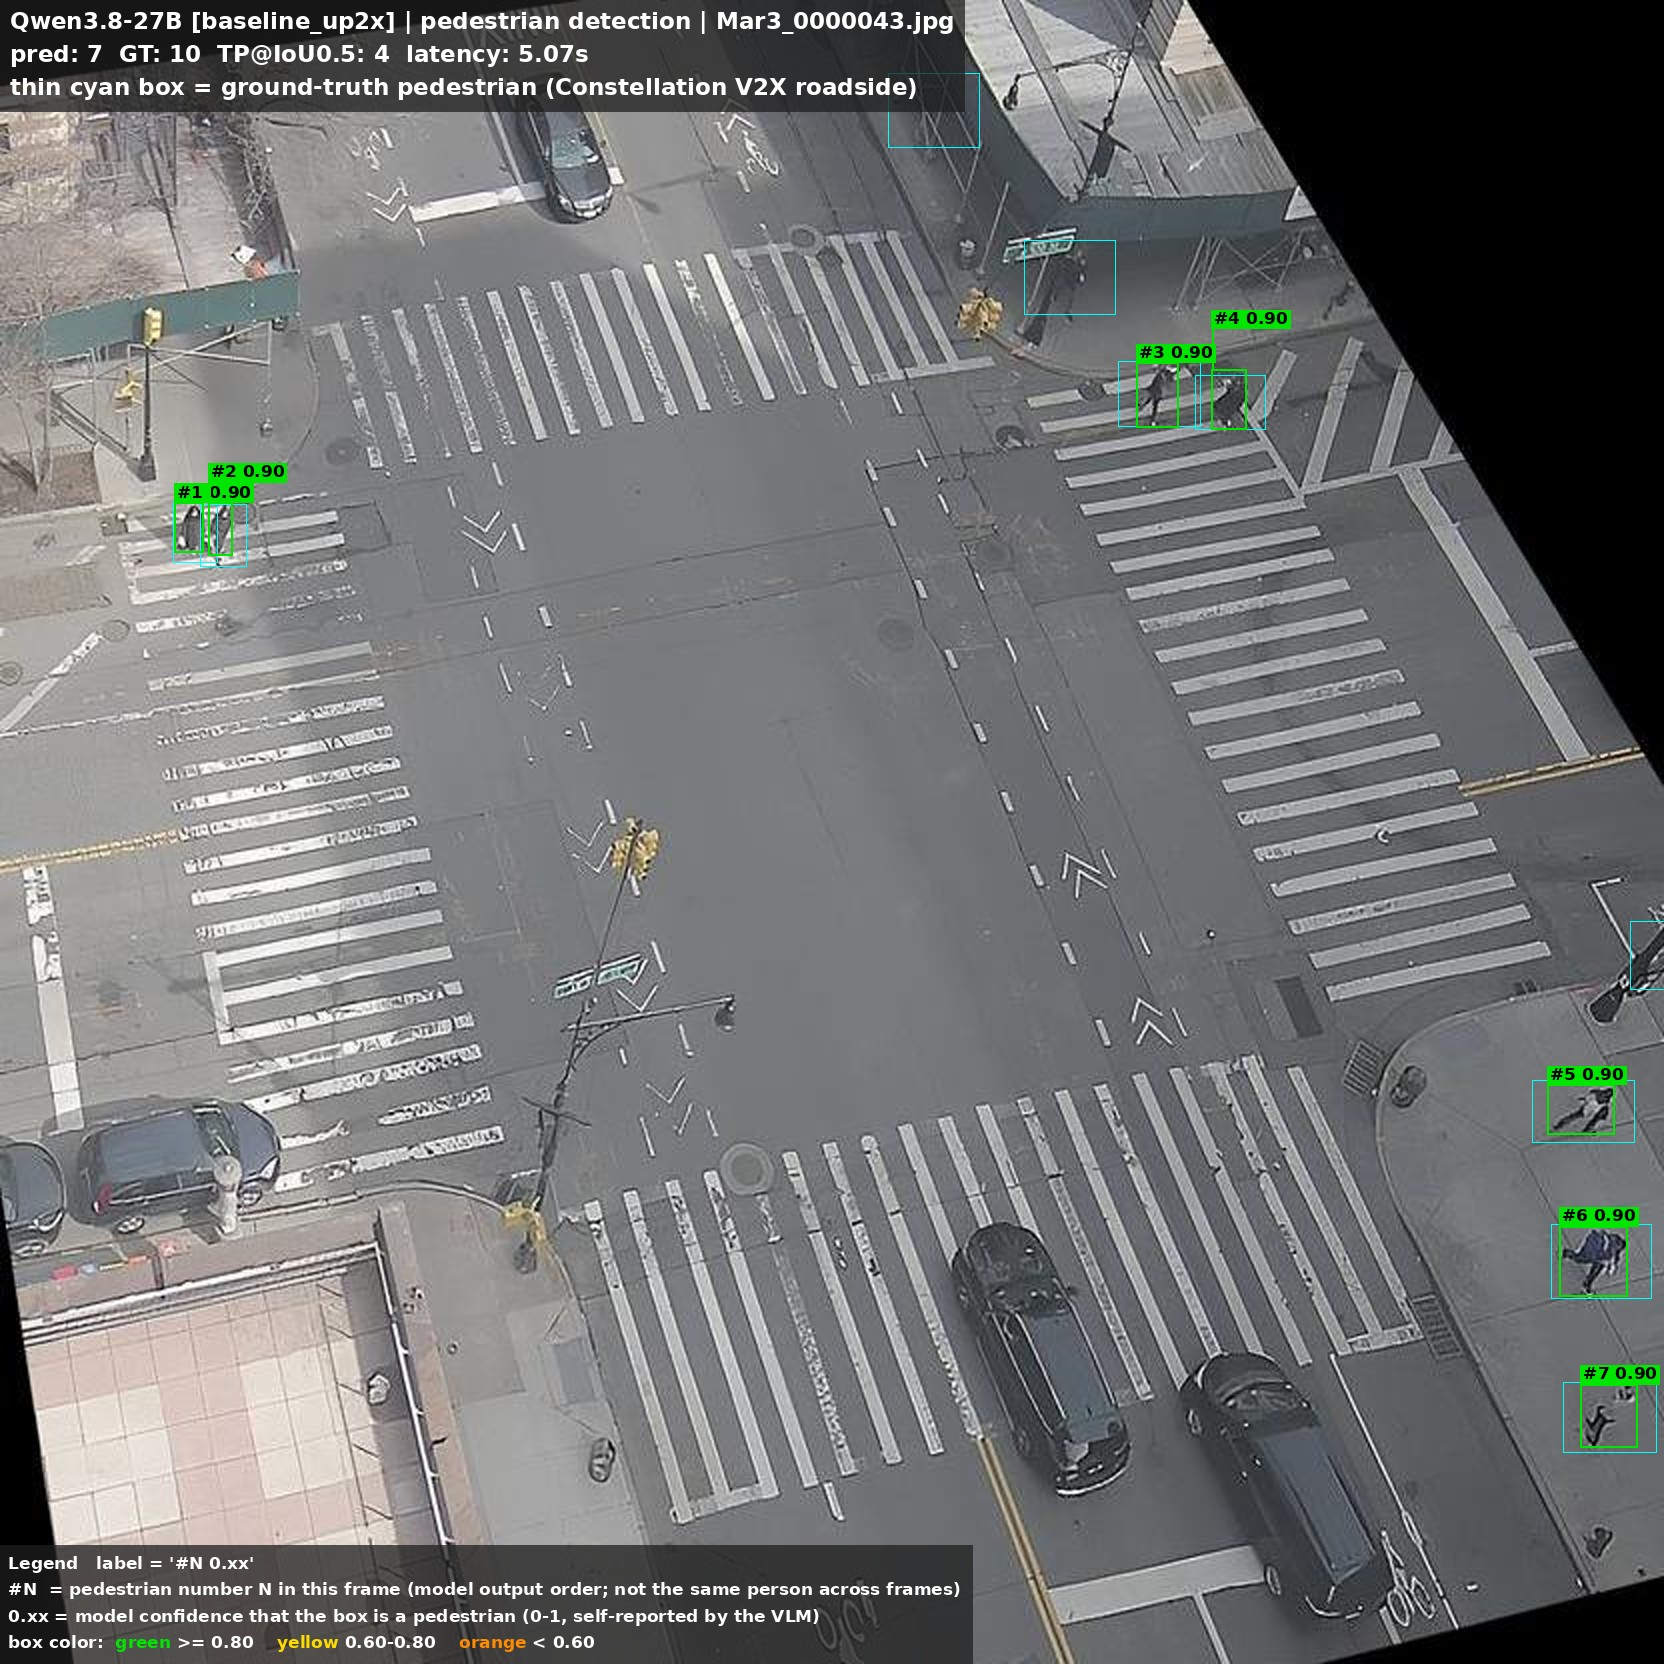 Qwen3.8-27B [baseline_up2x] | pedestrian detection | Mar3_0000043.jpg
pred: 7  GT: 10  TP@IoU0.5: 4  latency: 5.07s
thin cyan box = ground-truth pedestrian (Constellation V2X roadside)
#4 0.90
#3 0.90
#2 0.90
#1 0.90
#5 0.90
#6 0.90
#7 0.90
Legend   label = '#N 0.xx'
#N  = pedestrian number N in this frame (model output order; not the same person across frames)
0.xx = model confidence that the box is a pedestrian (0-1, self-reported by the VLM)
box color:  green >= 0.80    yellow 0.60-0.80    orange < 0.60